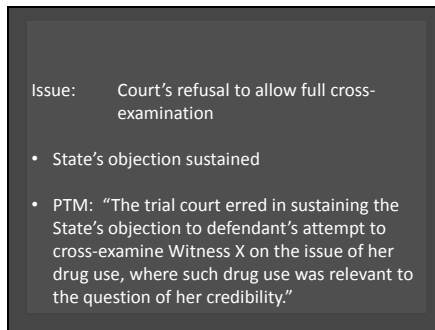 Issue: Court’s refusal to allow full cross-
examination
• State’s objection sustained
• PTM: “The trial court erred in sustaining the
State’s objection to defendant’s attempt to
cross-examine Witness X on the issue of her
drug use, where such drug use was relevant to
the question of her credibility.”